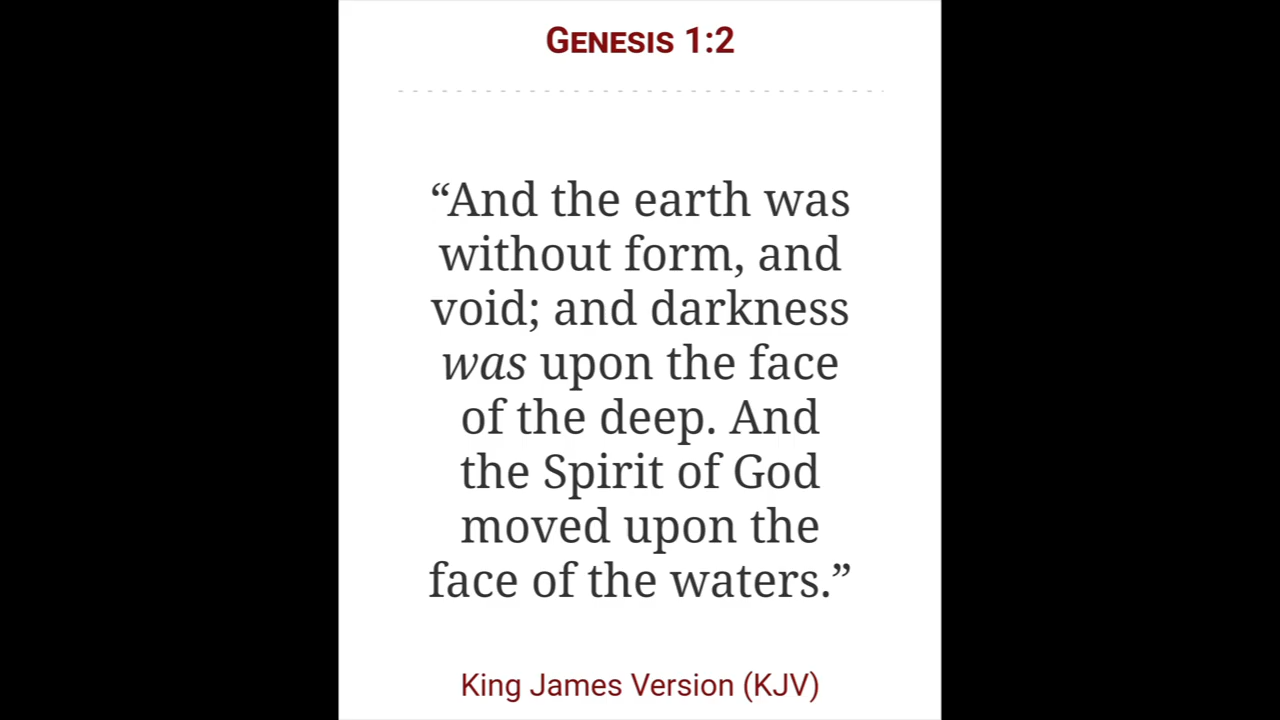 GENESIS 1:2
“And the earth was
without form, and
void; and darkness
was upon the face
of the deep. And
the Spirit of God
moved upon the
face of the waters.”
King James Version (KJV)